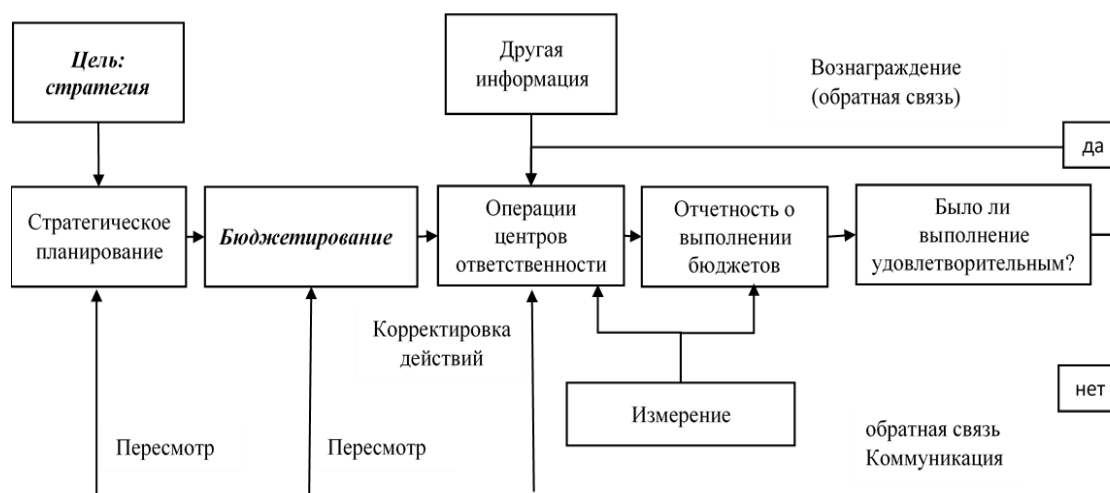 Цель:
стратегия
Другая
информация
Вознаграждение
(обратная связь)
да
Стратегическое
планирование
Бюджетирование
Операции
центров
ответственности
Отчетность о
выполнении
бюджетов
Было ли
выполнение
удовлетворительным?
Корректировка
действий
Измерение
нет
Пересмотр
Пересмотр
обратная связь
Коммуникация